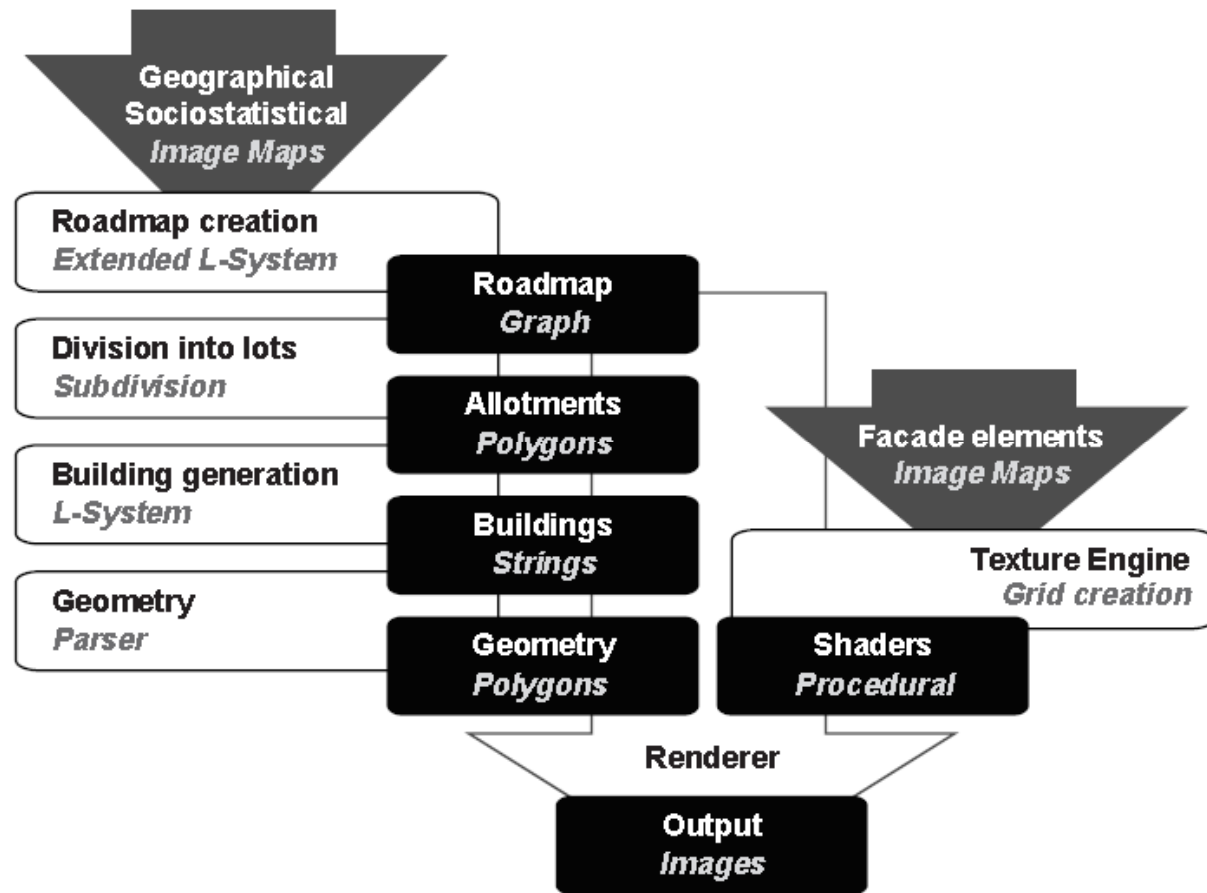 Geographical
Sociostatistical
Image Maps
Roadmap creation
Extended L-System
Roadmap
Graph
Division into lots
Subdivision
Allotments
Polygons
Building generation
L-System
Buildings
Strings
Geometry
Parser
Geometry
Polygons
Facade elements
Image Maps
Texture Engine
Grid creation
Shaders
Procedural
Renderer
Output
Images